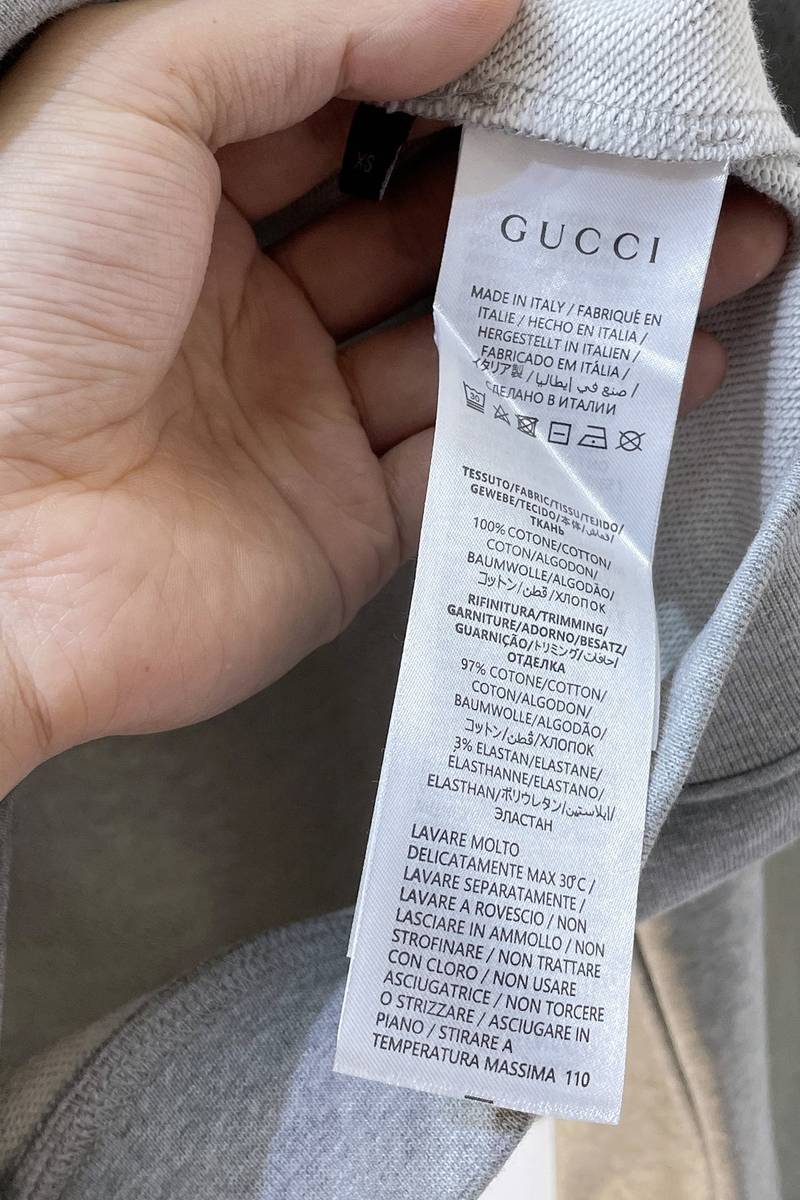 XS
GUCCI
MADE IN ITALY / FABRIQUÉ EN
ITALIE / HECHO EN ITALIA /
HERGESTELLT IN ITALIEN /
FABRICADO EM ITÁLIA /
イタリア製 / صنع في إيطاليا /
СДЕЛАНО В ИТАЛИИ
30
TESSUTO/FABRIC/TISSU/TEJIDO/
GEWEBE/TECIDO/本体/قماش/
ТКАНЬ
100% COTONE/COTTON/
COTON/ALGODON/
BAUMWOLLE/ALGODÃO/
コットン/قطن/ХЛОПОК
RIFINITURA/TRIMMING/
GARNITURE/ADORNO/BESATZ/
GUARNIÇÃO/トリミング/حافات/
ОТДЕЛКА
97% COTONE/COTTON/
COTON/ALGODON/
BAUMWOLLE/ALGODÃO/
コットン/قطن/ХЛОПОК
3% ELASTAN/ELASTANE/
ELASTHANNE/ELASTANO/
ELASTHAN/ポリウレタン/إيلاستين/
ЭЛАСТАН
LAVARE MOLTO
DELICATAMENTE MAX 30°C /
LAVARE SEPARATAMENTE /
LAVARE A ROVESCIO / NON
LASCIARE IN AMMOLLO / NON
STROFINARE / NON TRATTARE
CON CLORO / NON USARE
ASCIUGATRICE / NON TORCERE
O STRIZZARE / ASCIUGARE IN
PIANO / STIRARE A
TEMPERATURA MASSIMA 110